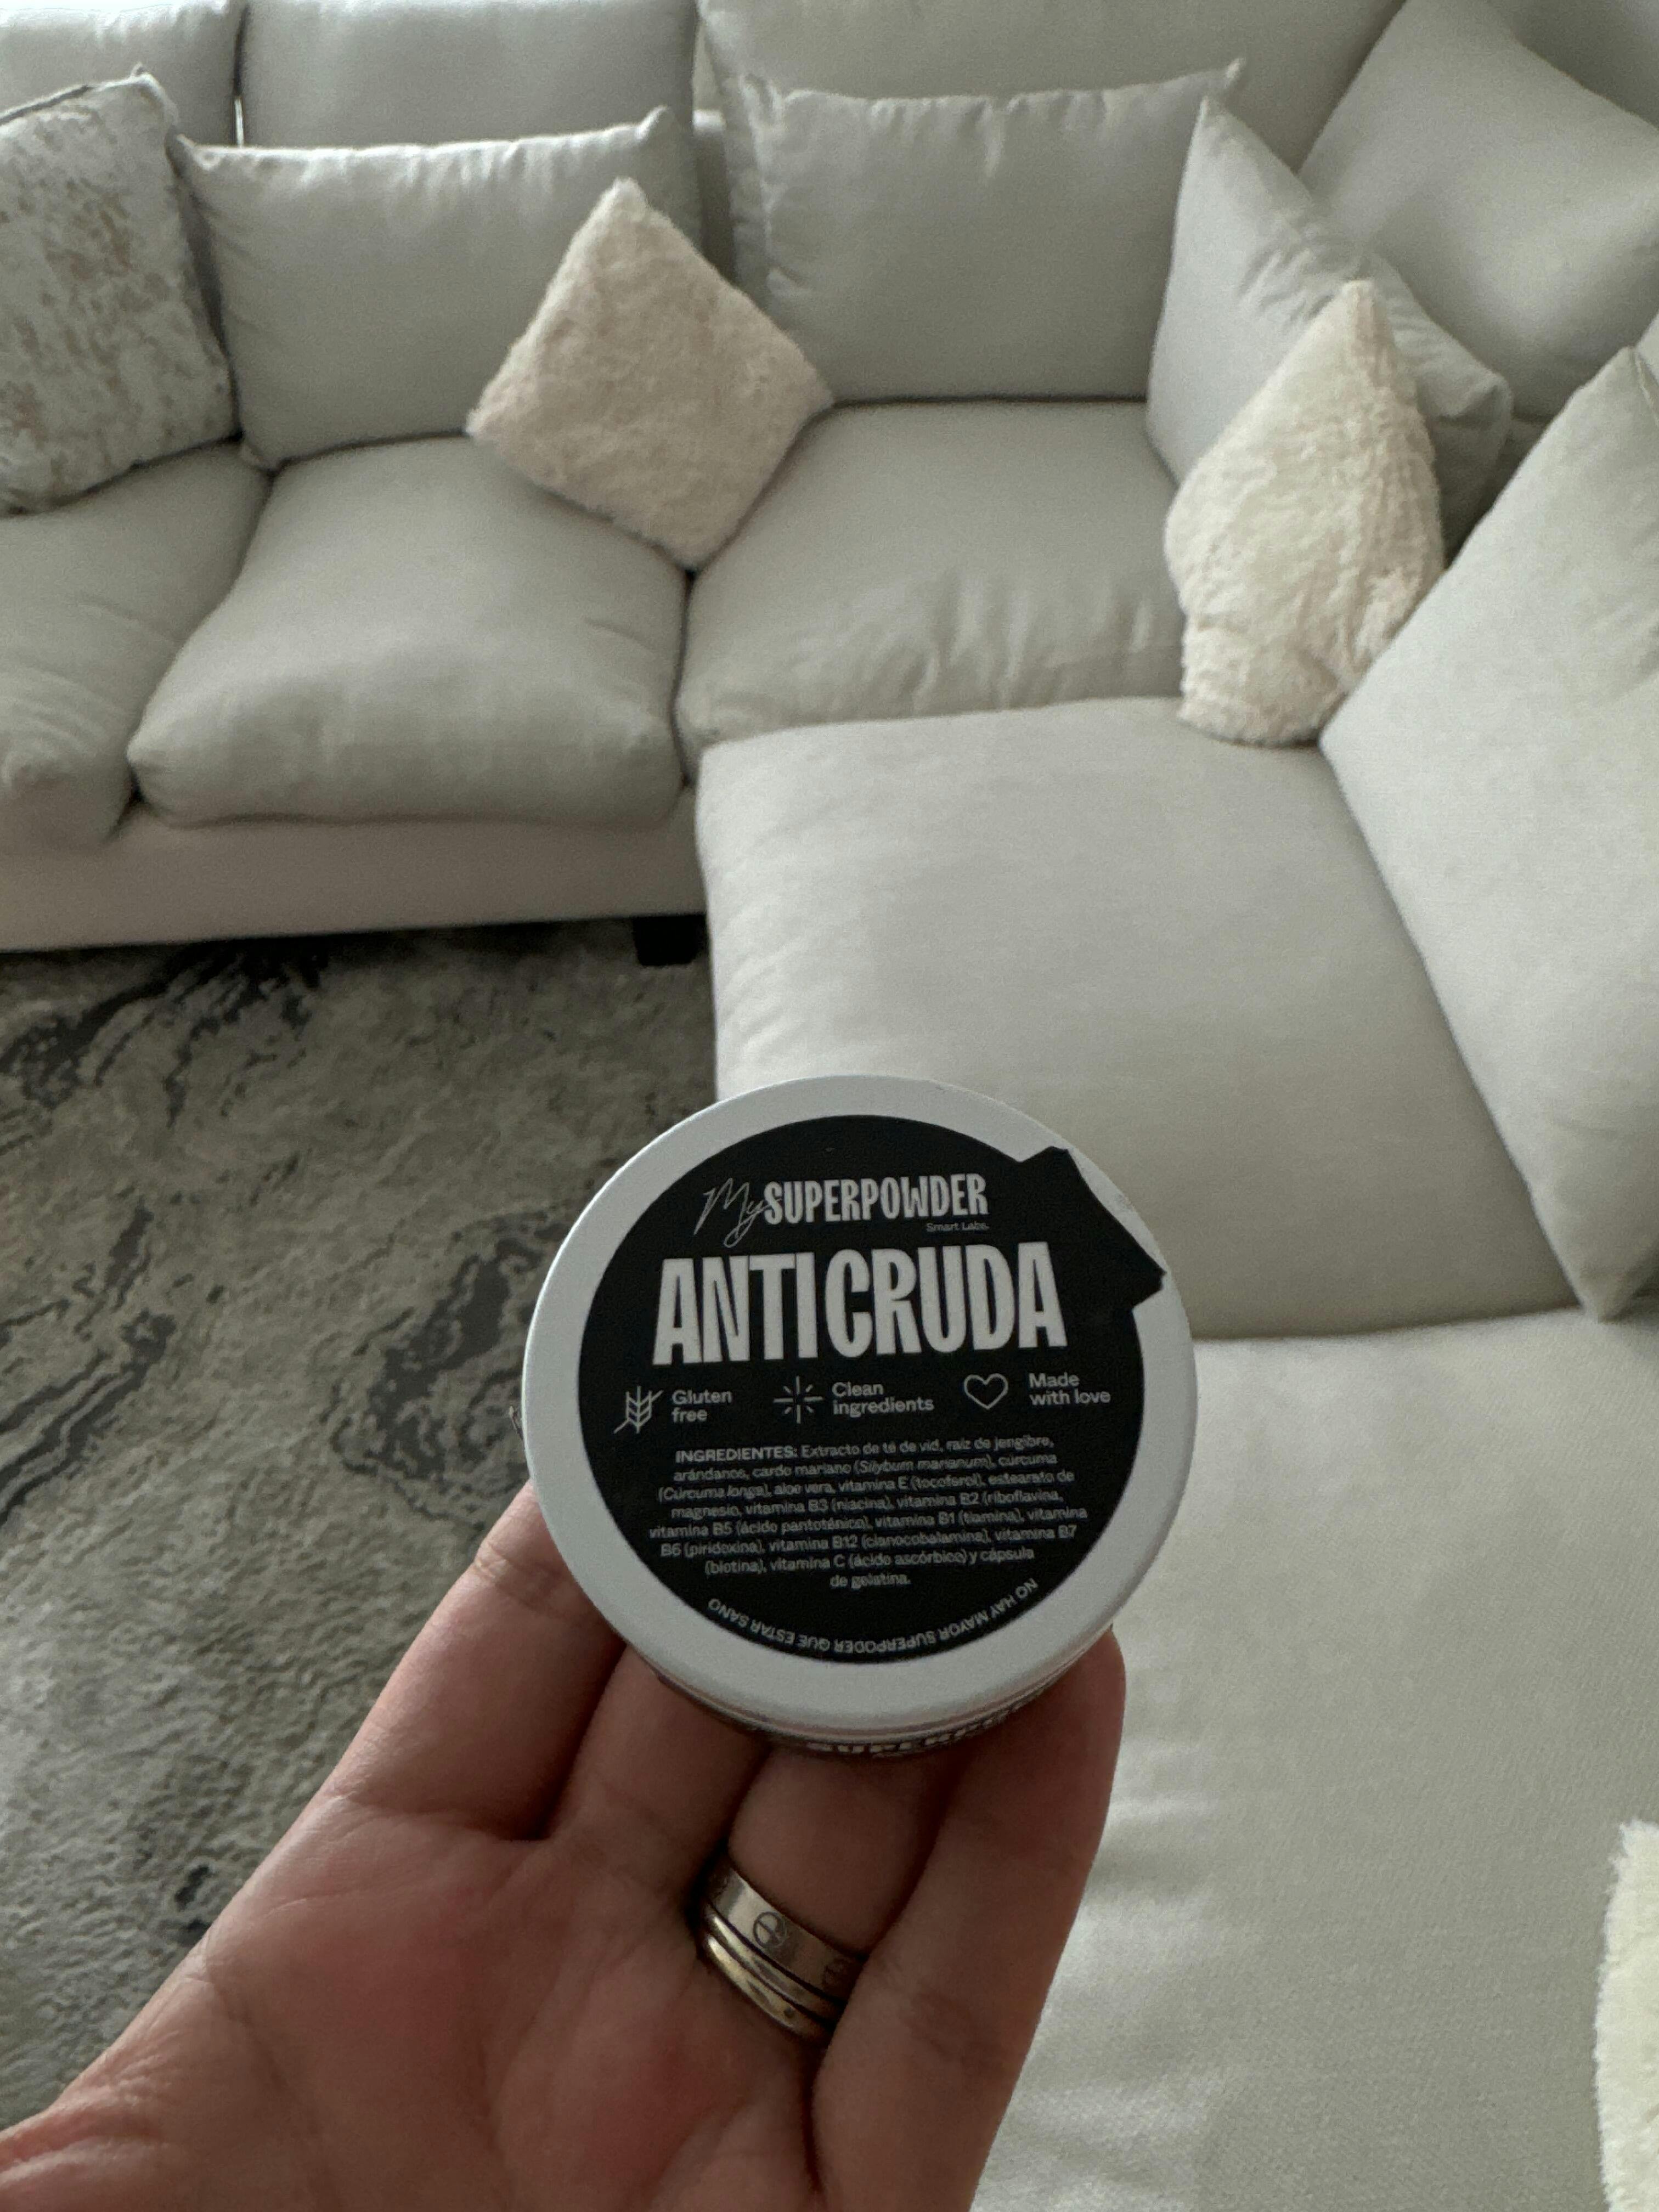 My SUPERPOWDER
Smart Labs.
ANTICRUDA
Gluten
free
Clean
ingredients
Made
with love
INGREDIENTES: Extracto de té de vid, raíz de jengibre,
arándanos, cardo mariano (Silybum marianum), cúrcuma
(Cúrcuma longa), aloe vera, vitamina E (tocoferol), estearato de
magnesio, vitamina B3 (niacina), vitamina B2 (riboflavina,
vitamina B5 (ácido pantoténico), vitamina B1 (tiamina), vitamina
B6 (piridoxina), vitamina B12 (cianocobalamina), vitamina B7
(biotina), vitamina C (ácido ascórbico) y cápsula
de gelatina.
NO HAY MAYOR SUPERPODER QUE ESTAR SANO